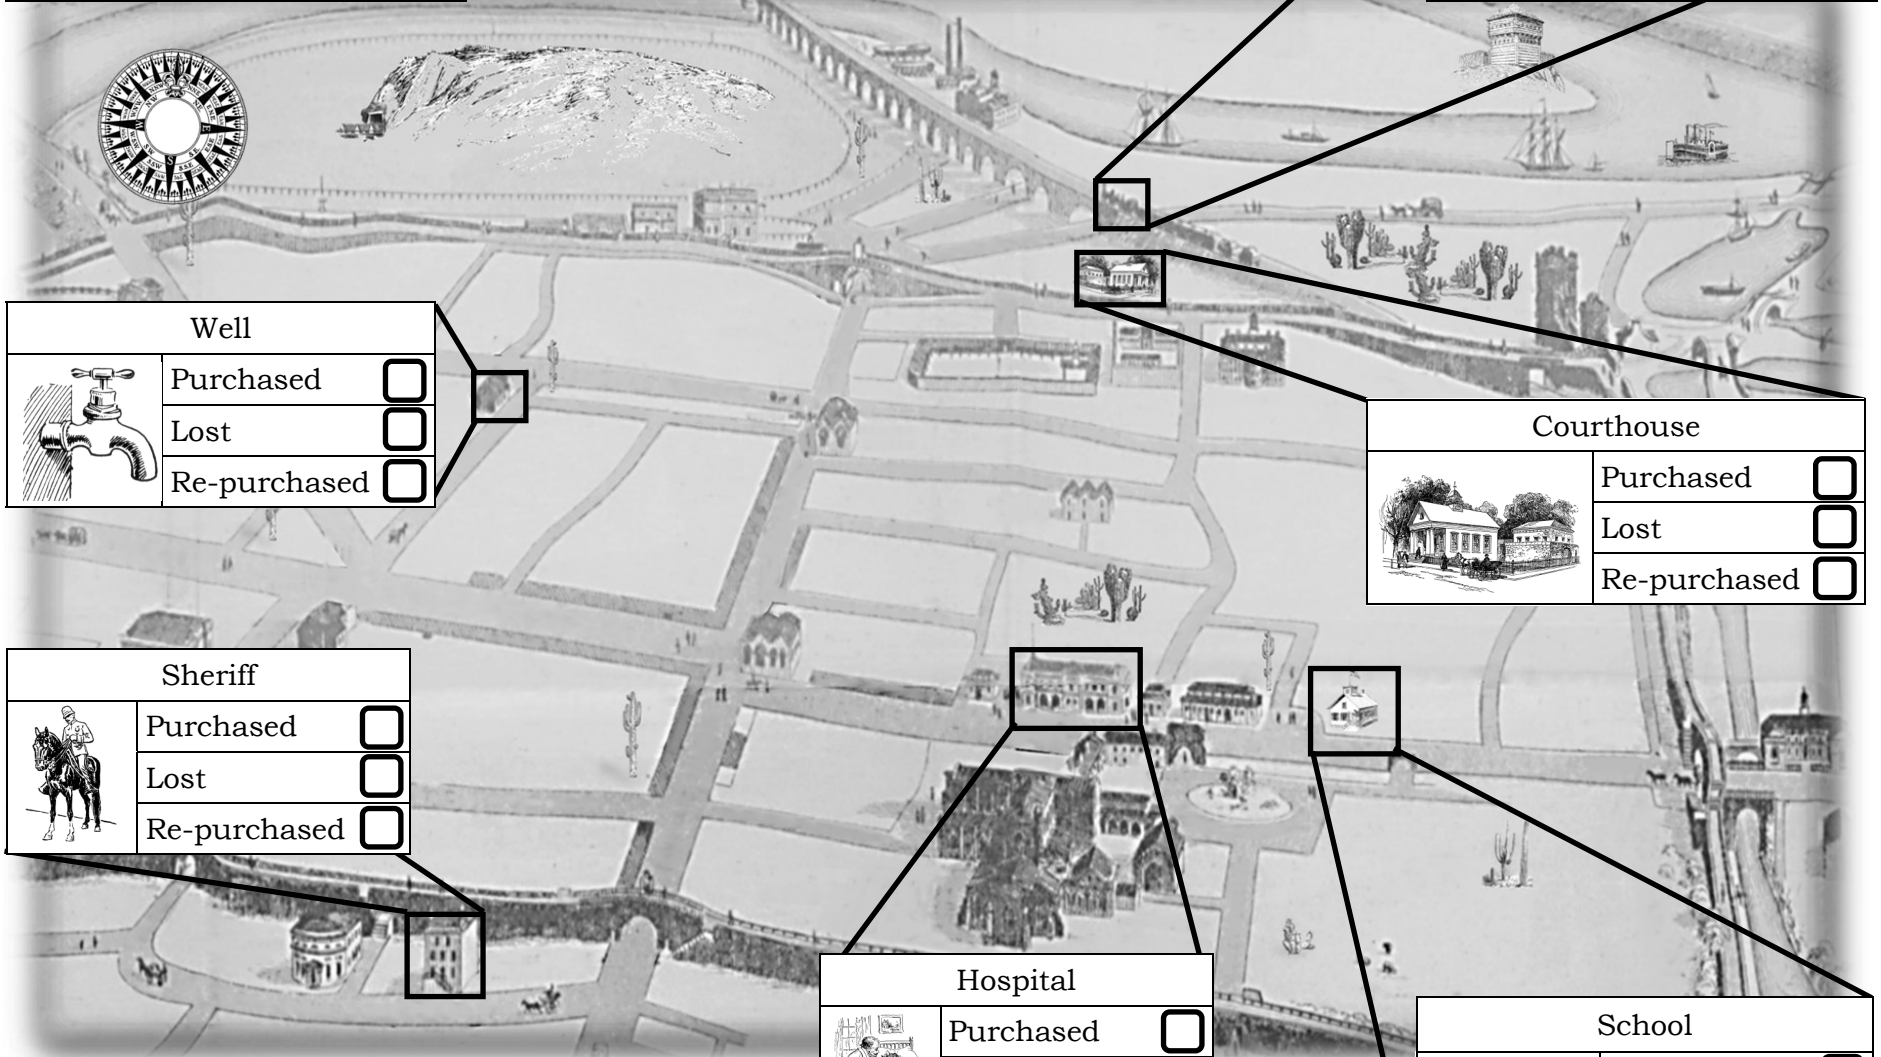 Well
Purchased
Lost
Re-purchased
Courthouse
Purchased
Lost
Re-purchased
Sheriff
Purchased
Lost
Re-purchased
Hospital
Purchased
School